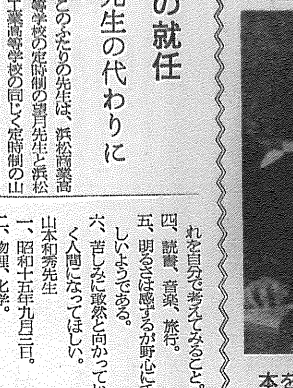 の就任
先生の代わりに
このふたりの先生は、浜松商業高
等学校の定時制の望月先生と浜松
工業高等学校の同じく定時制の山
れを自分で考えてみること。
四、読書、音楽、旅行。
五、明るさは感ずるが野心に
しいようである。
六、苦しみに敢然と向かって
く人間になってほしい。
山本和秀先生
一、昭和十五年九月三日。
二、物理、化学。
本を